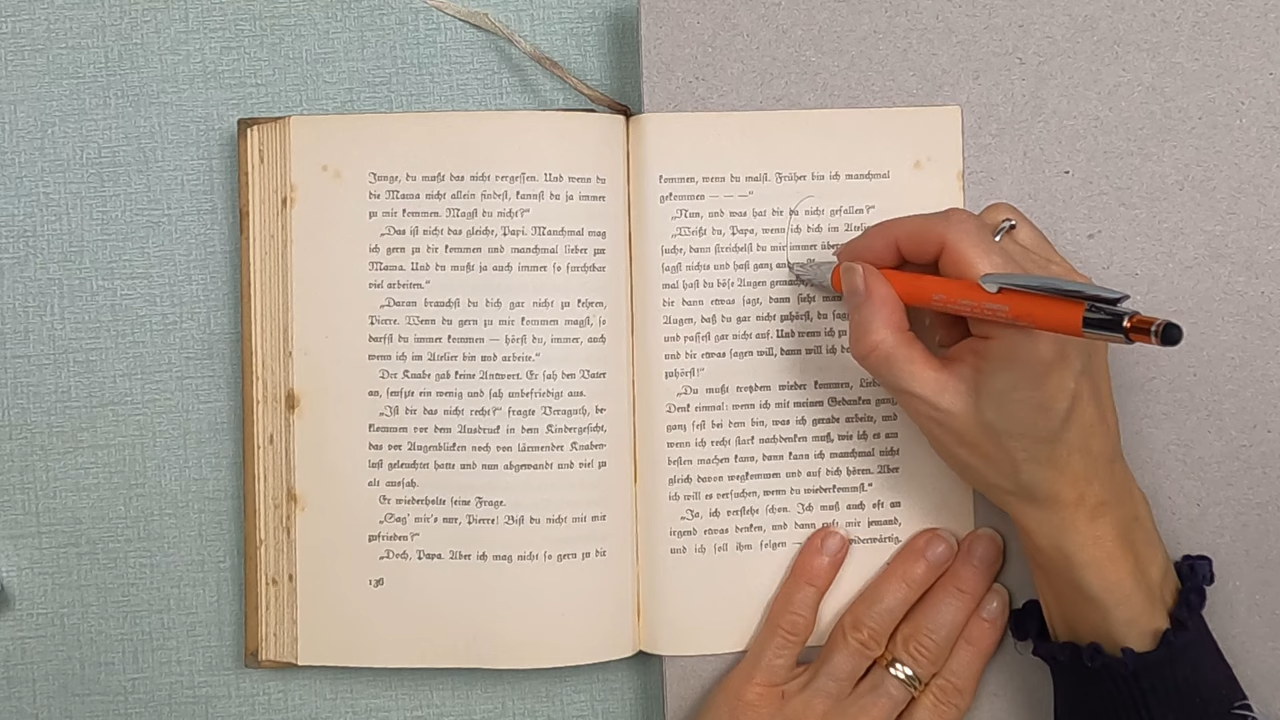 Junge, du mußt das nicht vergessen. Und wenn du
die Mama nicht allein findest, kannst du ja immer
zu mir kommen. Magst du nicht?“
„Das ist nicht das gleiche, Papi. Manchmal mag
ich gern zu dir kommen und manchmal lieber zur
Mama. Und du mußt ja auch immer so furchtbar
viel arbeiten.“
„Daran brauchst du dich gar nicht zu kehren,
Pierre. Wenn du gern zu mir kommen magst, so
darfst du immer kommen — hörst du, immer, auch
wenn ich im Atelier bin und arbeite.“
Der Knabe gab keine Antwort. Er sah den Vater
an, seufzte ein wenig und sah unbefriedigt aus.
„Ist dir das nicht recht?“ fragte Veraguth, be-
klommen vor dem Ausdruck in dem Kindergesicht,
das vor Augenblicken noch von lärmender Knaben-
lust geleuchtet hatte und nun abgewandt und viel zu
alt aussah.
Er wiederholte seine Frage.
„Sag’ mir’s nur, Pierre! Bist du nicht mit mir
zufrieden?“
„Doch, Papa. Aber ich mag nicht so gern zu dir
136
kommen, wenn du malst. Früher bin ich manchmal
gekommen — — —“
„Nun, und was hat dir da nicht gefallen?“
„Weißt du, Papa, wenn ich dich im Atelier
suche, dann streichelst du mir immer über
sagst nichts und hast ganz
mal hast du böse Augen gemacht,
dir dann etwas sagt, dann sieht man
Augen, daß du gar nicht zuhörst, du
und passest gar nicht auf. Und wenn ich
und dir etwas sagen will, dann will ich
zuhörst!“
„Du mußt trotzdem wieder kommen,
Denk einmal: wenn ich mit meinen Gedanken ganz,
ganz fest bei dem bin, was ich gerade arbeite, und
wenn ich recht stark nachdenken muß, wie ich es am
besten machen kann, dann kann ich manchmal nicht
gleich davon wegkommen und auf dich hören. Aber
ich will es versuchen, wenn du wiederkommst.“
„Ja, ich verstehe schon. Ich muß auch oft an
irgend etwas denken, und dann ruft mir jemand,
und ich soll ihm folgen — widerwärtig.